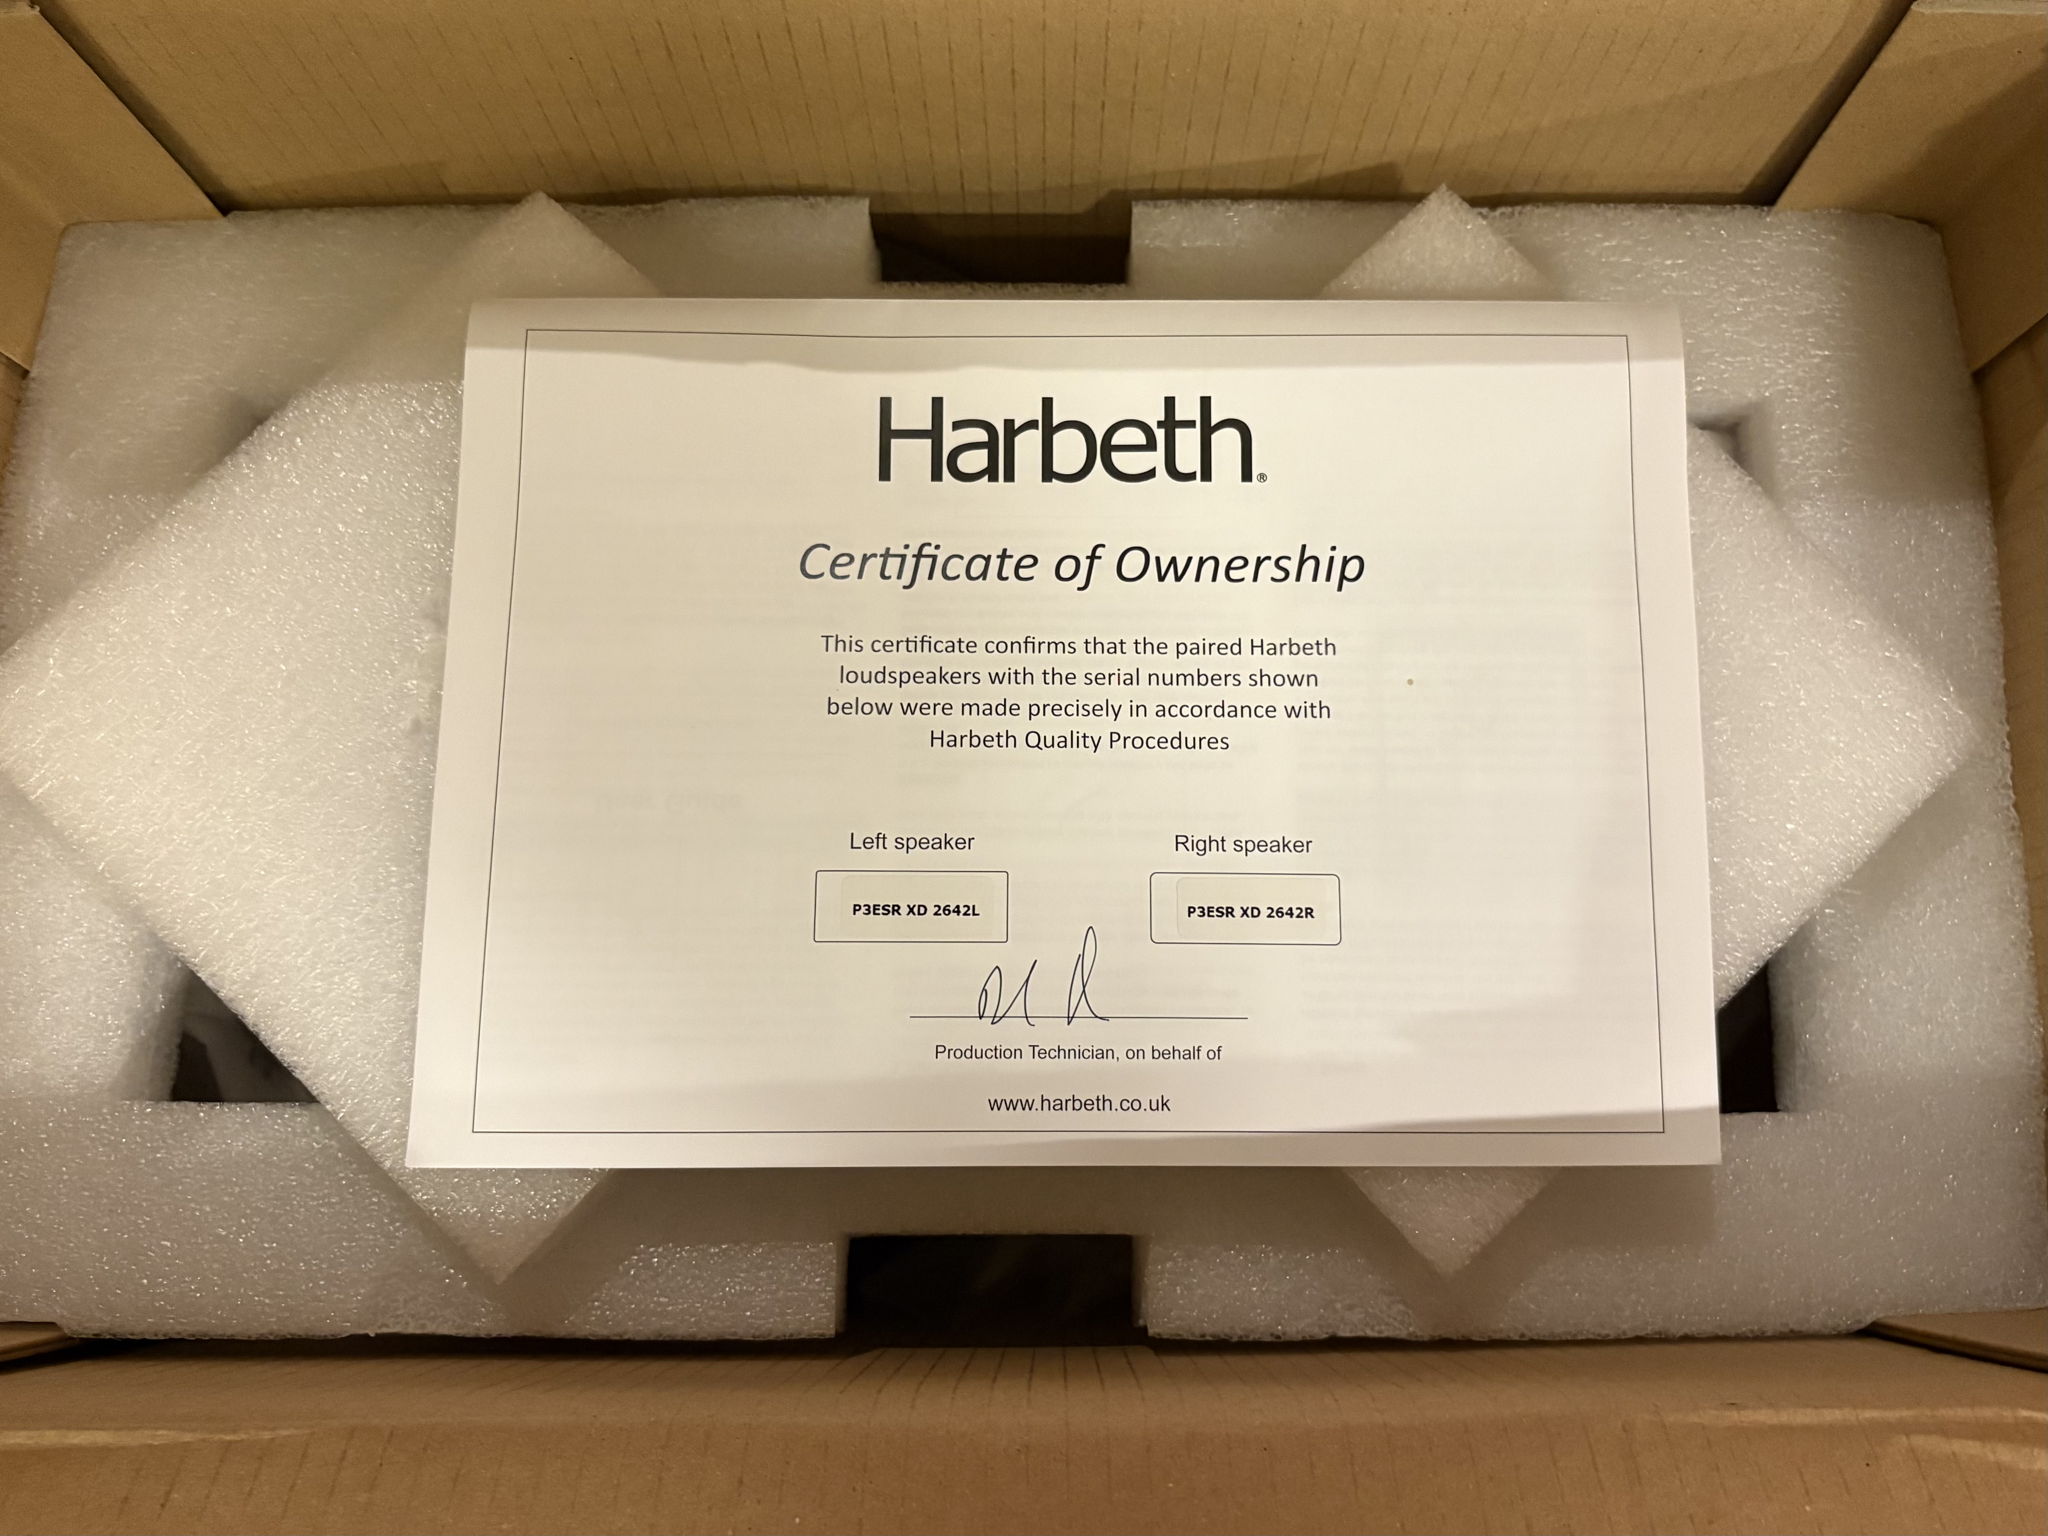 Harbeth®
Certificate of Ownership
This certificate confirms that the paired Harbeth
loudspeakers with the serial numbers shown
below were made precisely in accordance with
Harbeth Quality Procedures
Left speaker
Right speaker
P3ESR XD 2642L
P3ESR XD 2642R
Production Technician, on behalf of
www.harbeth.co.uk